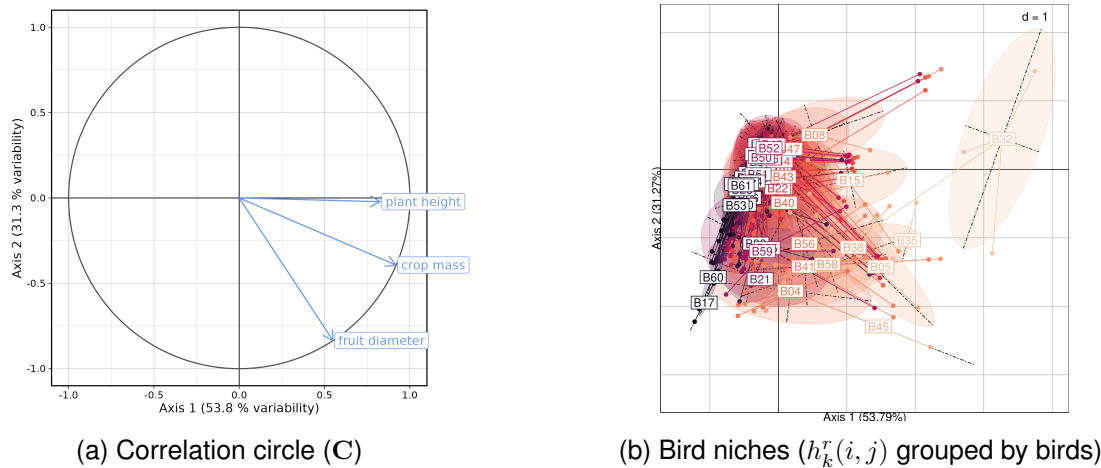 1.0
0.5
0.0
-0.5
-1.0
Axis 2 (31.3 % variability)
plant height
crop mass
fruit diameter
-1.0 -0.5 0.0 0.5 1.0
Axis 1 (53.8 % variability)
(a) Correlation circle (C)
d = 1
B32
B08
B52
47
B50
B15
B43
B61
B22
B40
B53
B56
B59
B38
B35
B41
B58
B05
B60
B21
B04
B17
B45
Axis 2 (31.27%)
Axis 1 (53.79%)
(b) Bird niches (h^r_k(i, j) grouped by birds)